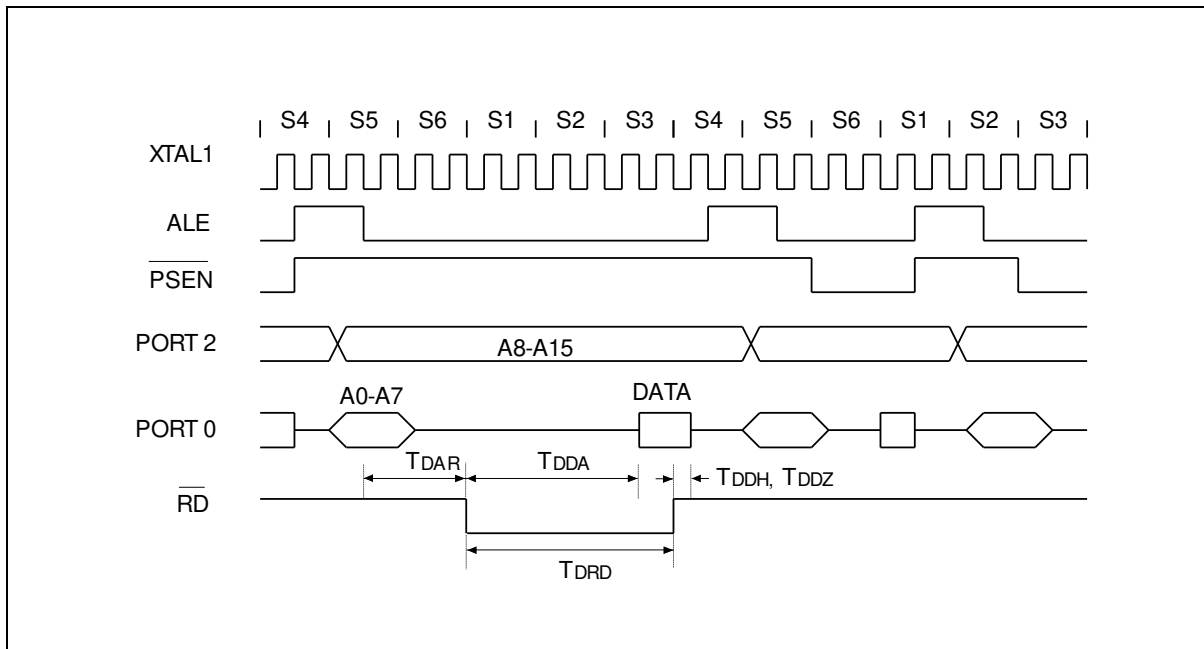 S4 S5 S6 S1 S2 S3 S4 S5 S6 S1 S2 S3
XTAL1
ALE
PSEN
PORT 2
A8-A15
A0-A7
DATA
PORT 0
TDAR
TDDA
TDDH, TDDZ
RD
TDRD